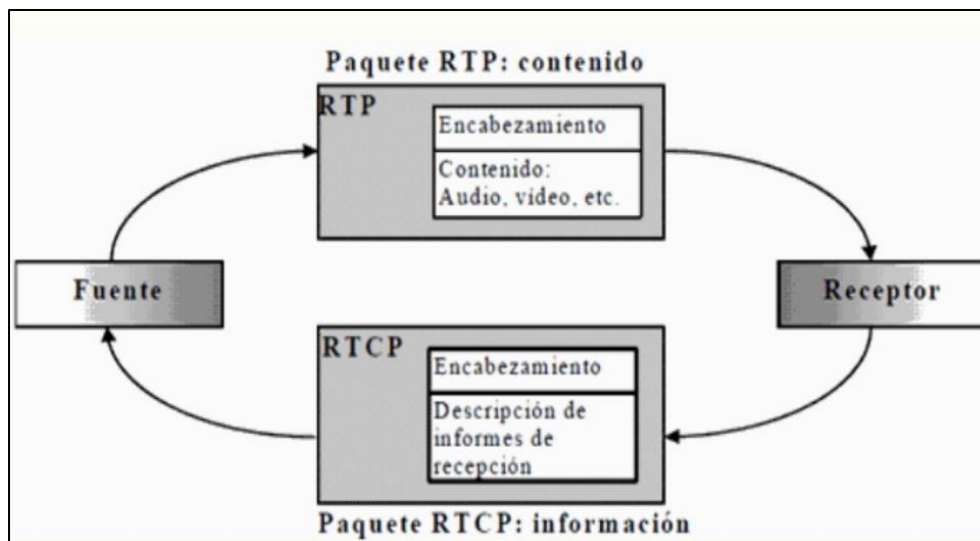 Paquete RTP: contenido
RTP
Encabezamiento
Contenido:
Audio, vídeo, etc.
Fuente
Receptor
RTCP
Encabezamiento
Descripción de
informes de
recepción
Paquete RTCP: información